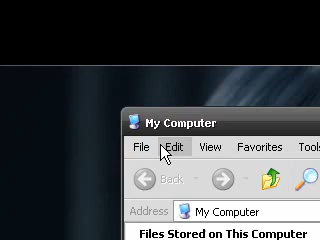 My Computer
File Edit View Favorites Tools
Back
Address My Computer
Files Stored on This Computer